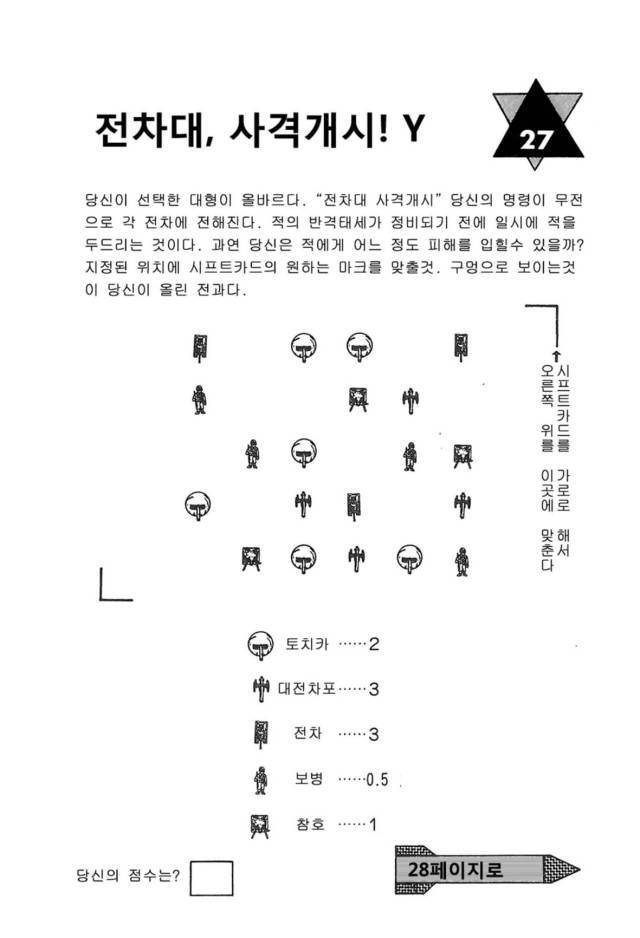 전차대, 사격개시! Y
27
당신이 선택한 대형이 올바르다. “전차대 사격개시” 당신의 명령이 무전
으로 각 전차에 전해진다. 적의 반격태세가 정비되기 전에 일시에 적을
두드리는 것이다. 과연 당신은 적에게 어느 정도 피해를 입힐수 있을까?
지정된 위치에 시프트카드의 원하는 마크를 맞출것. 구멍으로 보이는것
이 당신이 올린 전과다.
↑시프트카드를 가로로 해서
오른쪽 위를 이곳에 맞춘다
토치카 ……2
대전차포……3
전차 ……3
보병 ……0.5
참호 ……1
당신의 점수는?
28페이지로